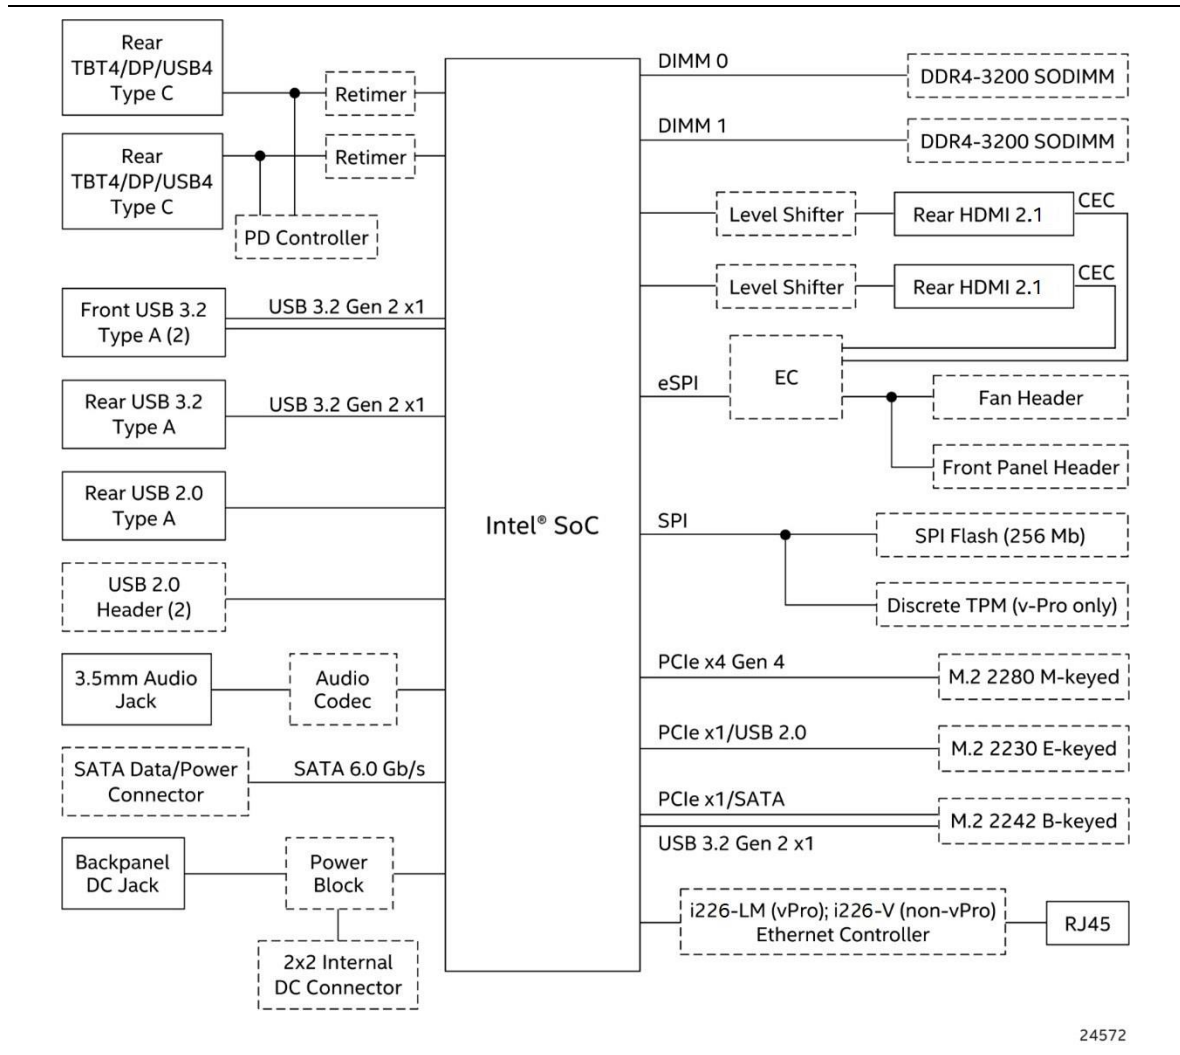 Rear
TBT4/DP/USB4
Type C
Retimer
Rear
TBT4/DP/USB4
Type C
Retimer
PD Controller
Front USB 3.2
Type A (2)
USB 3.2 Gen 2 x1
Rear USB 3.2
Type A
USB 3.2 Gen 2 x1
Rear USB 2.0
Type A
USB 2.0
Header (2)
3.5mm Audio
Jack
Audio
Codec
SATA Data/Power
Connector
SATA 6.0 Gb/s
Backpanel
DC Jack
Power
Block
2x2 Internal
DC Connector
Intel® SoC
DIMM 0
DDR4-3200 SODIMM
DIMM 1
DDR4-3200 SODIMM
Level Shifter
Rear HDMI 2.1
CEC
Level Shifter
Rear HDMI 2.1
CEC
eSPI
EC
Fan Header
Front Panel Header
SPI
SPI Flash (256 Mb)
Discrete TPM (v-Pro only)
PCIe x4 Gen 4
M.2 2280 M-keyed
PCIe x1/USB 2.0
M.2 2230 E-keyed
PCIe x1/SATA
USB 3.2 Gen 2 x1
M.2 2242 B-keyed
i226-LM (vPro); i226-V (non-vPro)
Ethernet Controller
RJ45
24572